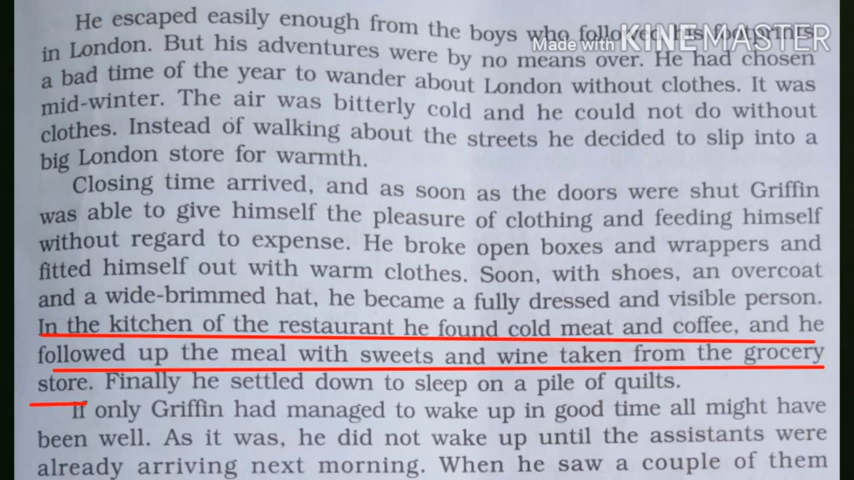 He escaped easily enough from the boys who followed his footprints
in London. But his adventures were by no means over. He had chosen
Made with KINEMASTER
a bad time of the year to wander about London without clothes. It was
mid-winter. The air was bitterly cold and he could not do without
clothes. Instead of walking about the streets he decided to slip into a
big London store for warmth.
Closing time arrived, and as soon as the doors were shut Griffin
was able to give himself the pleasure of clothing and feeding himself
without regard to expense. He broke open boxes and wrappers and
fitted himself out with warm clothes. Soon, with shoes, an overcoat
and a wide-brimmed hat, he became a fully dressed and visible person.
In the kitchen of the restaurant he found cold meat and coffee, and he
followed up the meal with sweets and wine taken from the grocery
store. Finally he settled down to sleep on a pile of quilts.
If only Griffin had managed to wake up in good time all might have
been well. As it was, he did not wake up until the assistants were
already arriving next morning. When he saw a couple of them